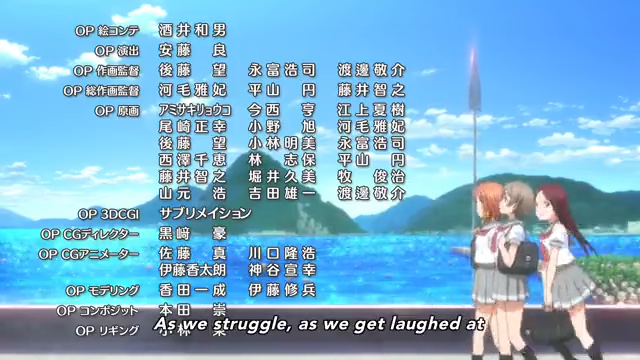 OP 絵コンテ 酒井和男
OP 演出 安藤 良
OP 作画監督 後藤 望 永富浩司 渡邊敬介
OP 総作画監督 河毛雅妃 平山 円 藤井智之
OP 原画 アミサキリョウコ 今西 亨 江上夏樹
尾崎正幸 小野 旭 河毛雅妃
後藤 望 小林明美 永富浩司
西澤千恵 林 志保 平山 円
藤井智之 堀井久美 牧 俊治
山元 浩 吉田雄一 渡邊敬介
OP 3DCGI サブリメイション
OP CGディレクター 黒﨑 豪
OP CGアニメーター 佐藤 真 川口隆浩
伊藤香太朗 神谷宣幸
OP モデリング 香田一成 伊藤修兵
OP コンポジット 本田 崇
OP リギング 小林
As we struggle, as we get laughed at